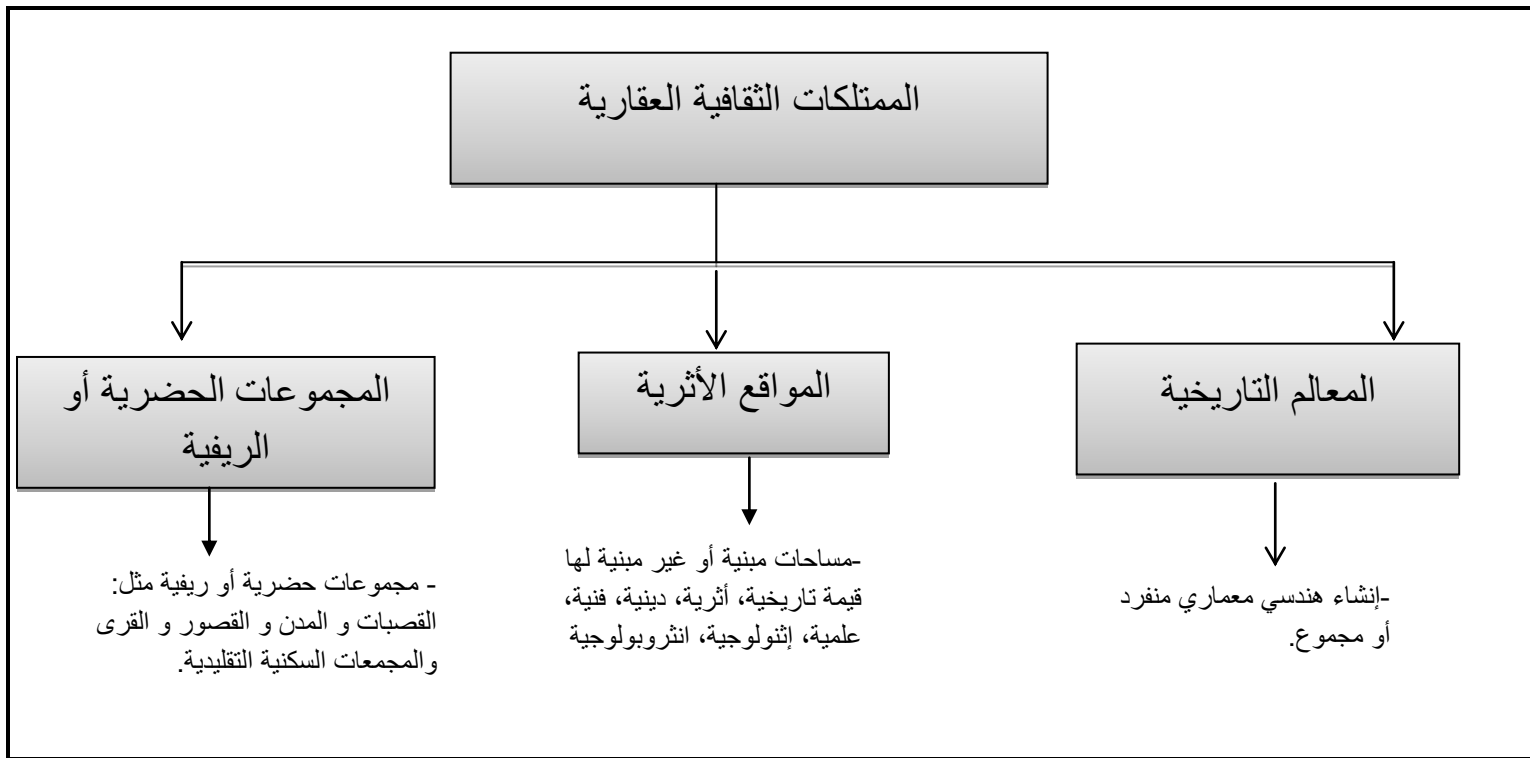 الممتلكات الثقافية العقارية
المعالم التاريخية
-إنشاء هندسي معماري منفرد
أو مجموع.
المواقع الأثرية
-مساحات مبنية أو غير مبنية لها
قيمة تاريخية، أثرية، دينية، فنية،
علمية، إثنولوجية، انثروبولوجية
المجموعات الحضرية أو
الريفية
- مجموعات حضرية أو ريفية مثل:
القصبات و المدن و القصور و القرى
والمجمعات السكنية التقليدية.